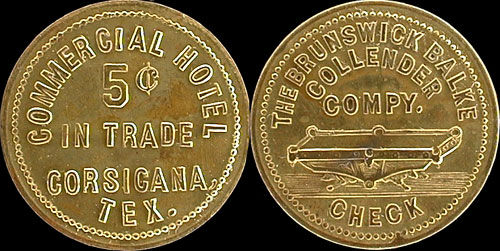 COMMERCIAL HOTEL
5¢
IN TRADE
CORSICANA,
TEX.
THE BRUNSWICK BALKE
COLLENDER
COMPY.
CHECK